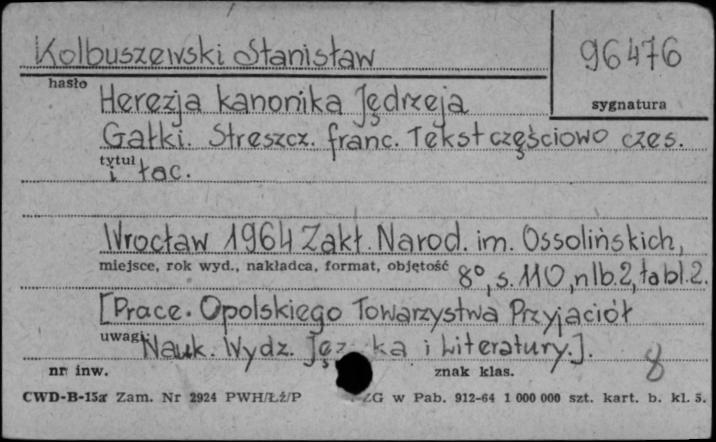 Kolbuszewski Stanisław
96476
hasło
sygnatura
Herezja kanonika Jędrzeja
Gałki. Streszcz. franc. Tekst częściowo czes.
tytuł
i łac.
Wrocław 1964 Zakł. Narod. im. Ossolińskich,
miejsce, rok wyd., nakładca, format, objętość
8°, s. 110, nlb. 2, tabl. 2.
[Prace. Opolskiego Towarzystwa Przyjaciół
uwagi
Nauk. Wydz. Języka i Literatury.].
8
nr inw.
znak klas.
CWD-B-15a Zam. Nr 2924 PWH/Łź/P ZG w Pab. 912-64 1 000 000 szt. kart. b. kl. 5.